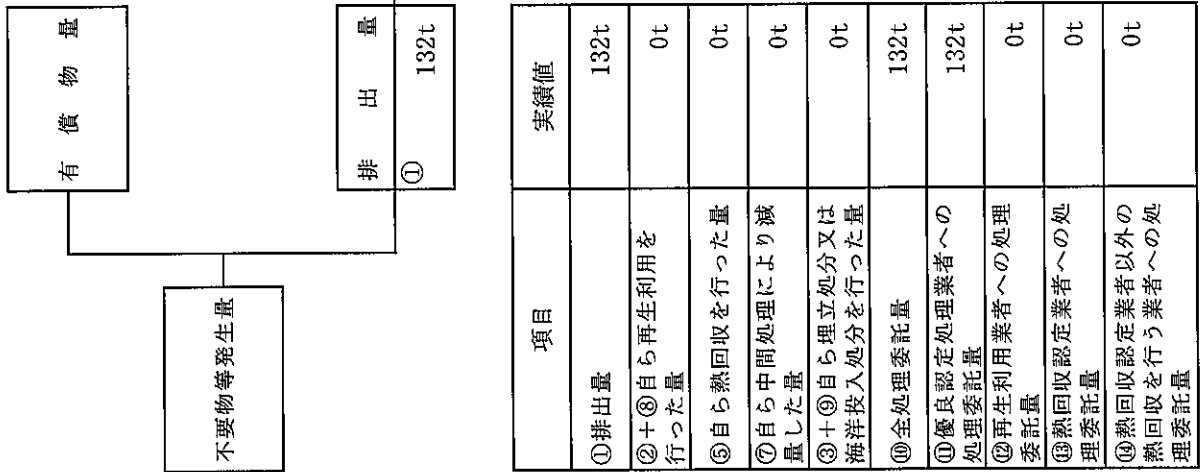 不要物等発生量
有償物量
排出量
① 132t
項目 実績値
①排出量 132t
②+⑧自ら再生利用を 0t
行った量
⑤自ら熱回収を行った量 0t
⑦自ら中間処理により減 0t
量した量
③+⑨自ら埋立処分又は 0t
海洋投入処分を行った量
⑩全処理委託量 132t
⑪優良認定処理業者への 132t
処理委託量
⑫再生利用業者への処理 0t
委託量
⑬熱回収認定業者への処 0t
理委託量
⑭熱回収認定業者以外の 0t
熱回収を行う業者への処
理委託量